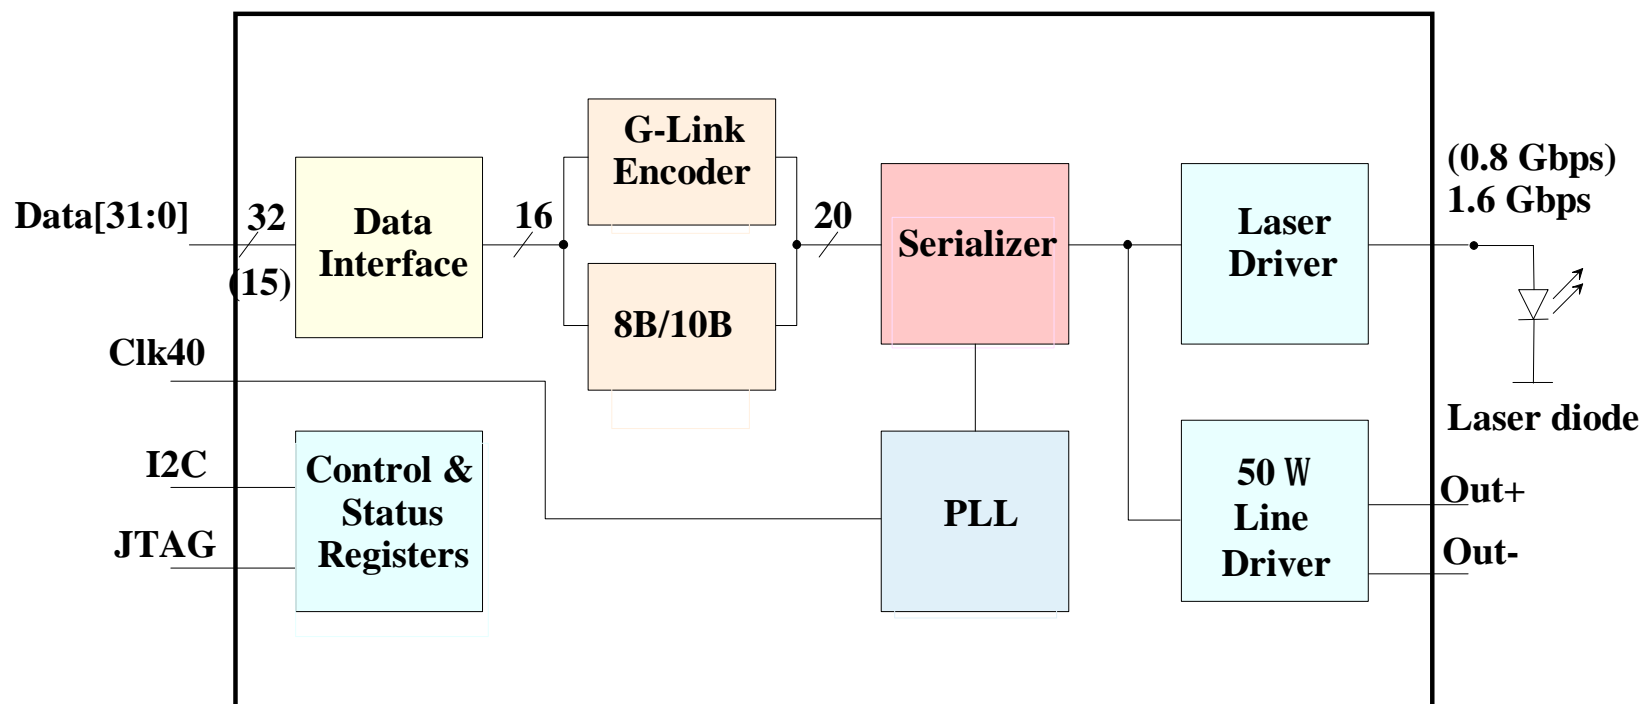 G-Link
Encoder
(0.8 Gbps)
1.6 Gbps
Data[31:0]
32
(15)
Data
Interface
16
20
Serializer
Laser
Driver
8B/10B
Clk40
Laser diode
I2C
JTAG
Control &
Status
Registers
PLL
50 W
Line
Driver
Out+
Out-